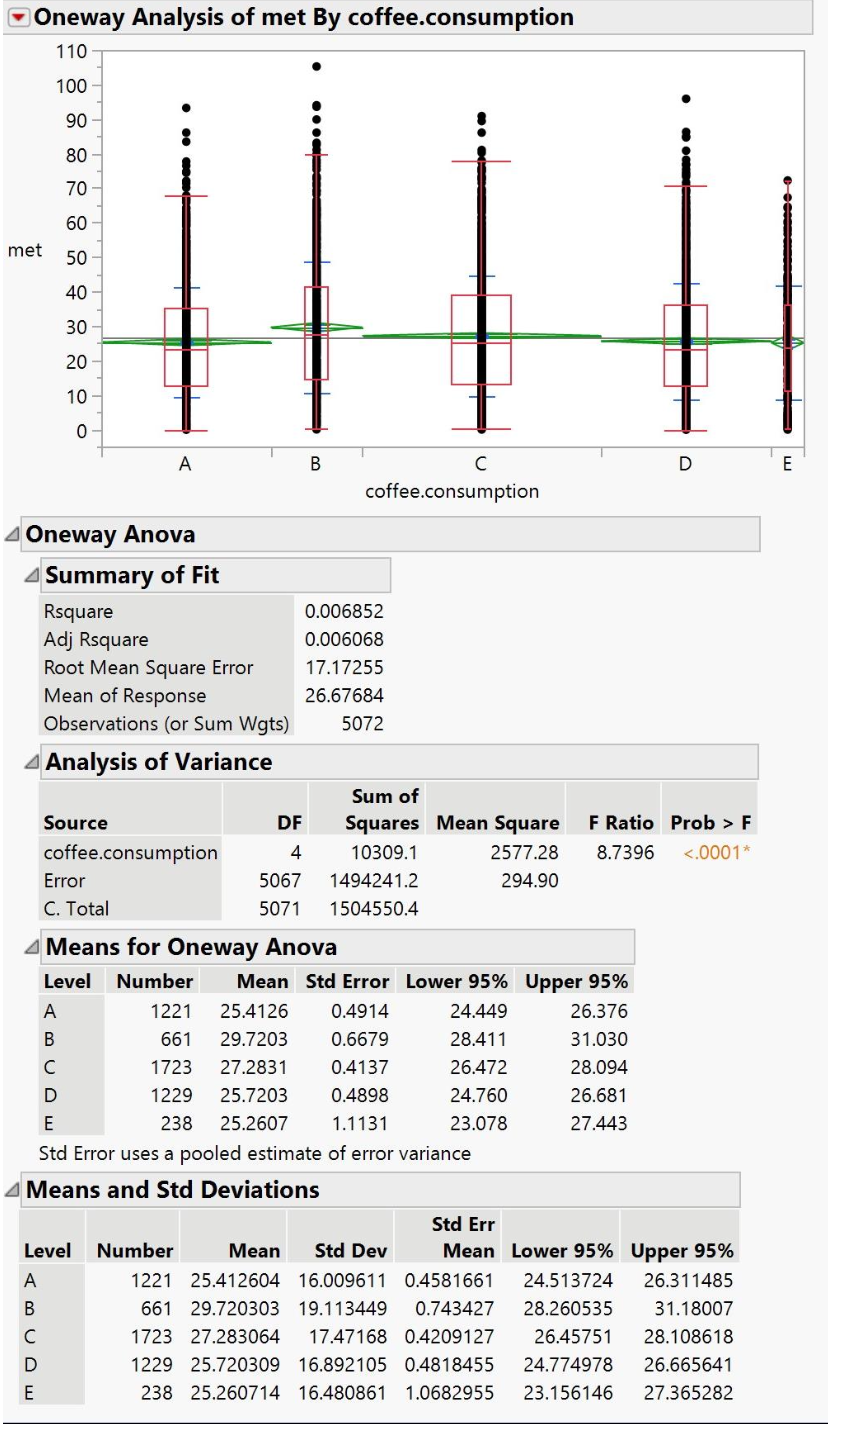 Oneway Analysis of met By coffee.consumption
110
100
90
80
70
60
50
40
30
20
10
0
met
A B C D E
coffee.consumption
Oneway Anova
Summary of Fit
Rsquare 0.006852
Adj Rsquare 0.006068
Root Mean Square Error 17.17255
Mean of Response 26.67684
Observations (or Sum Wgts) 5072
Analysis of Variance
Sum of
Source DF Squares Mean Square F Ratio Prob > F
coffee.consumption 4 10309.1 2577.28 8.7396 <.0001*
Error 5067 1494241.2 294.90
C. Total 5071 1504550.4
Means for Oneway Anova
Level Number Mean Std Error Lower 95% Upper 95%
A 1221 25.4126 0.4914 24.449 26.376
B 661 29.7203 0.6679 28.411 31.030
C 1723 27.2831 0.4137 26.472 28.094
D 1229 25.7203 0.4898 24.760 26.681
E 238 25.2607 1.1131 23.078 27.443
Std Error uses a pooled estimate of error variance
Means and Std Deviations
Std Err
Level Number Mean Std Dev Mean Lower 95% Upper 95%
A 1221 25.412604 16.009611 0.4581661 24.513724 26.311485
B 661 29.720303 19.113449 0.743427 28.260535 31.18007
C 1723 27.283064 17.47168 0.4209127 26.45751 28.108618
D 1229 25.720309 16.892105 0.4818455 24.774978 26.665641
E 238 25.260714 16.480861 1.0682955 23.156146 27.365282